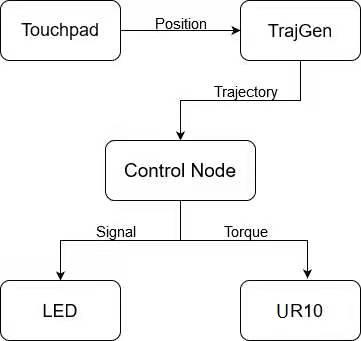 Touchpad
Position
TrajGen
Trajectory
Control Node
Signal
Torque
LED
UR10